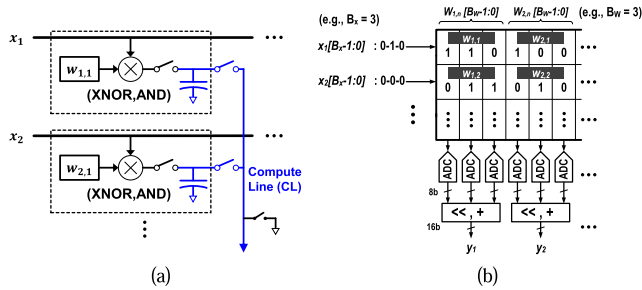 x1
w1,1
(XNOR,AND)
x2
w2,1
(XNOR,AND)
Compute
Line (CL)
(a)
(e.g., Bx = 3)
W1,n [BW-1:0]
W2,n [BW-1:0]
(e.g., BW = 3)
x1[Bx-1:0] : 0-1-0
W1,1
W2,1
1 1 0 1 0 0
x2[Bx-1:0] : 0-0-0
W1,2
W2,2
0 1 1 0 1 0
ADC ADC ADC ADC ADC ADC
8b
<< , + << , +
16b
y1 y2
(b)